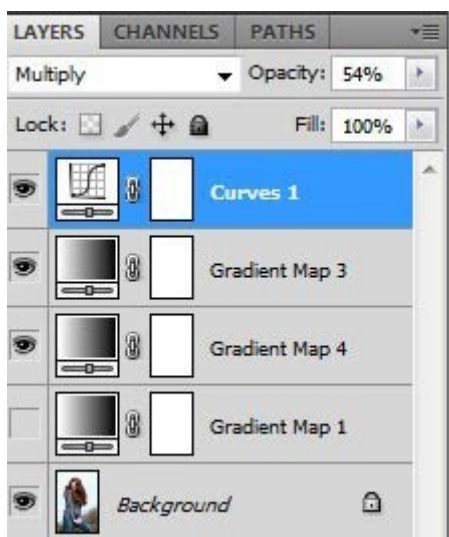 LAYERS CHANNELS PATHS
Multiply Opacity: 54%
Lock: Fill: 100%
Curves 1
Gradient Map 3
Gradient Map 4
Gradient Map 1
Background